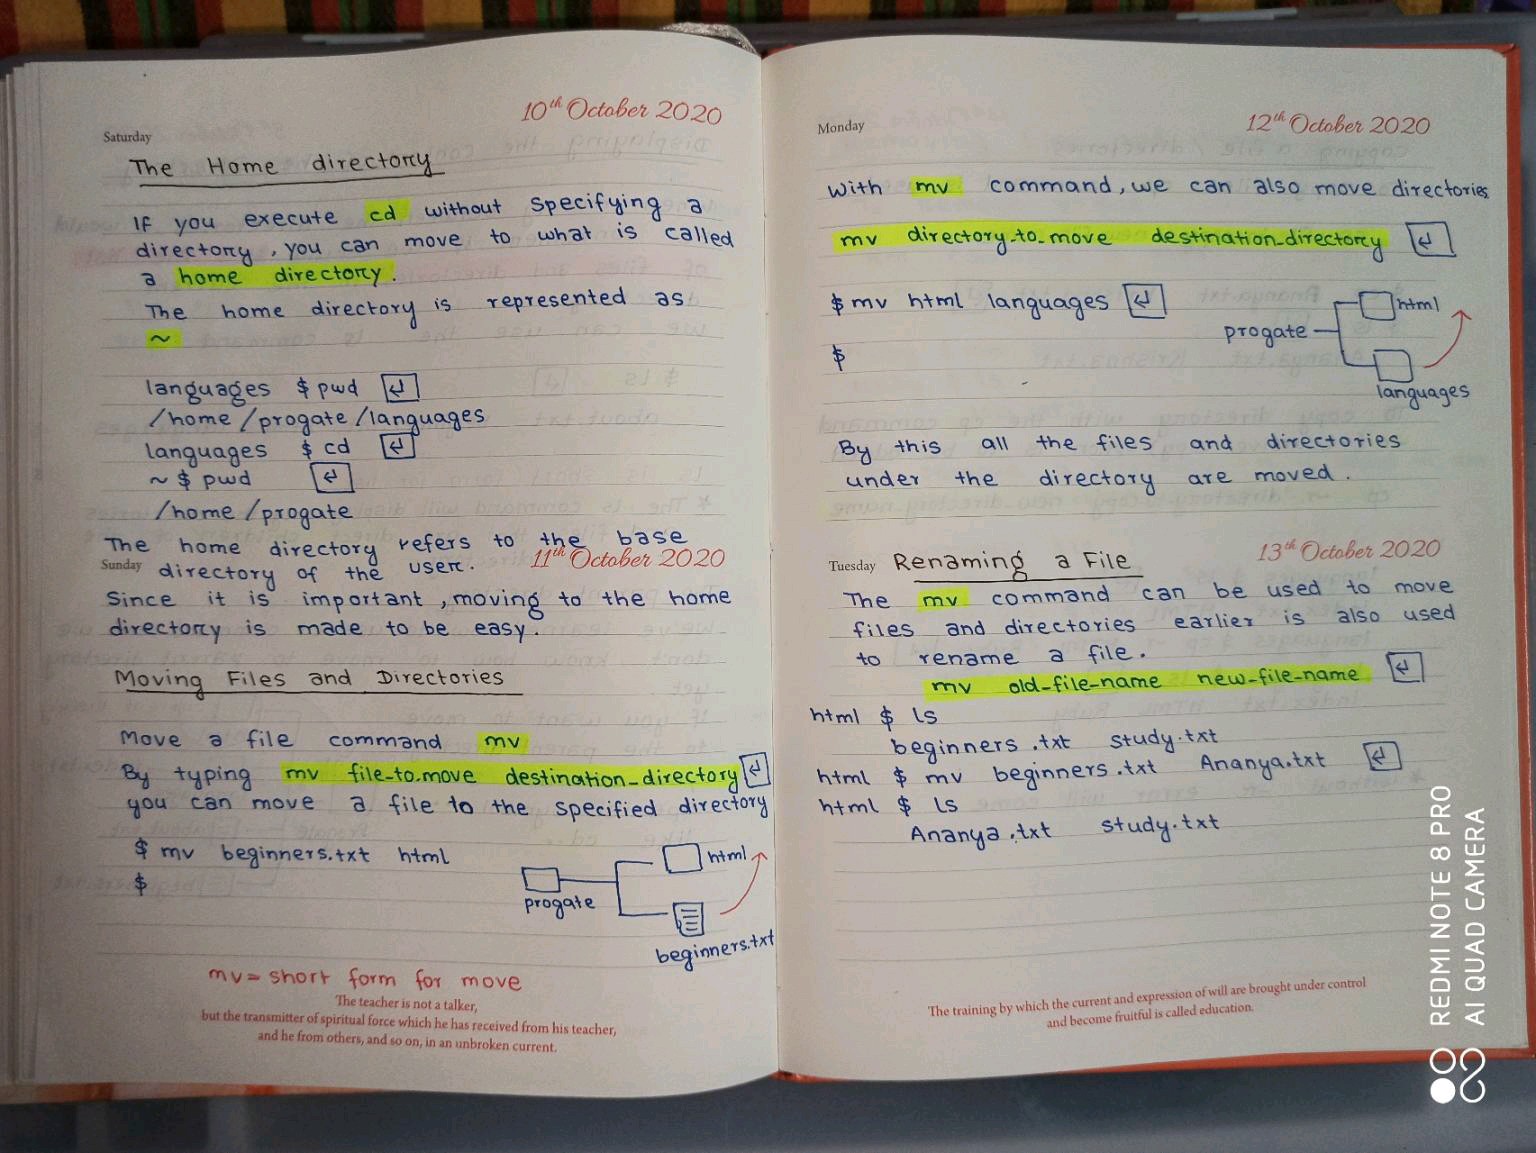 Saturday
10th October 2020
The Home directory
If you execute cd without specifying a
directory, you can move to what is called
a home directory.
The home directory is represented as
~
languages $ pwd ↵
/home/progate/languages
languages $ cd ↵
~ $ pwd ↵
/home/progate
The home directory refers to the base
Sunday
directory of the user.
11th October 2020
Since it is important, moving to the home
directory is made to be easy.
Moving Files and Directories
Move a file command mv
By typing mv file-to.move destination_directory ↵
you can move a file to the specified directory
$ mv beginners.txt html
$
html
progate
beginners.txt
mv = short form for move
The teacher is not a talker,
but the transmitter of spiritual force which he has received from his teacher,
and he from others, and so on, in an unbroken current.
Monday
12th October 2020
With mv command, we can also move directories
mv directory_to_move destination_directory ↵
$ mv html languages ↵
$
html
progate
languages
By this all the files and directories
under the directory are moved.
Tuesday
Renaming a File
13th October 2020
The mv command can be used to move
files and directories earlier is also used
to rename a file.
mv old-file-name new-file-name ↵
html $ ls
beginners.txt study.txt
html $ mv beginners.txt Ananya.txt ↵
html $ ls
Ananya.txt study.txt
The training by which the current and expression of will are brought under control
and become fruitful is called education.
REDMI NOTE 8 PRO
AI QUAD CAMERA